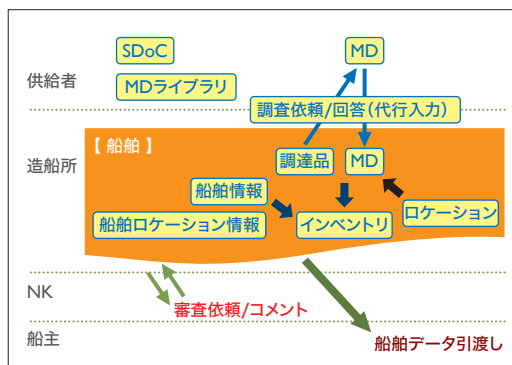 SDoC
MD
供給者
MDライブラリ
調査依頼/回答（代行入力）
【 船舶 】
造船所
調達品
MD
船舶情報
ロケーション
船舶ロケーション情報
インベントリ
NK
審査依頼/コメント
船主
船舶データ引渡し